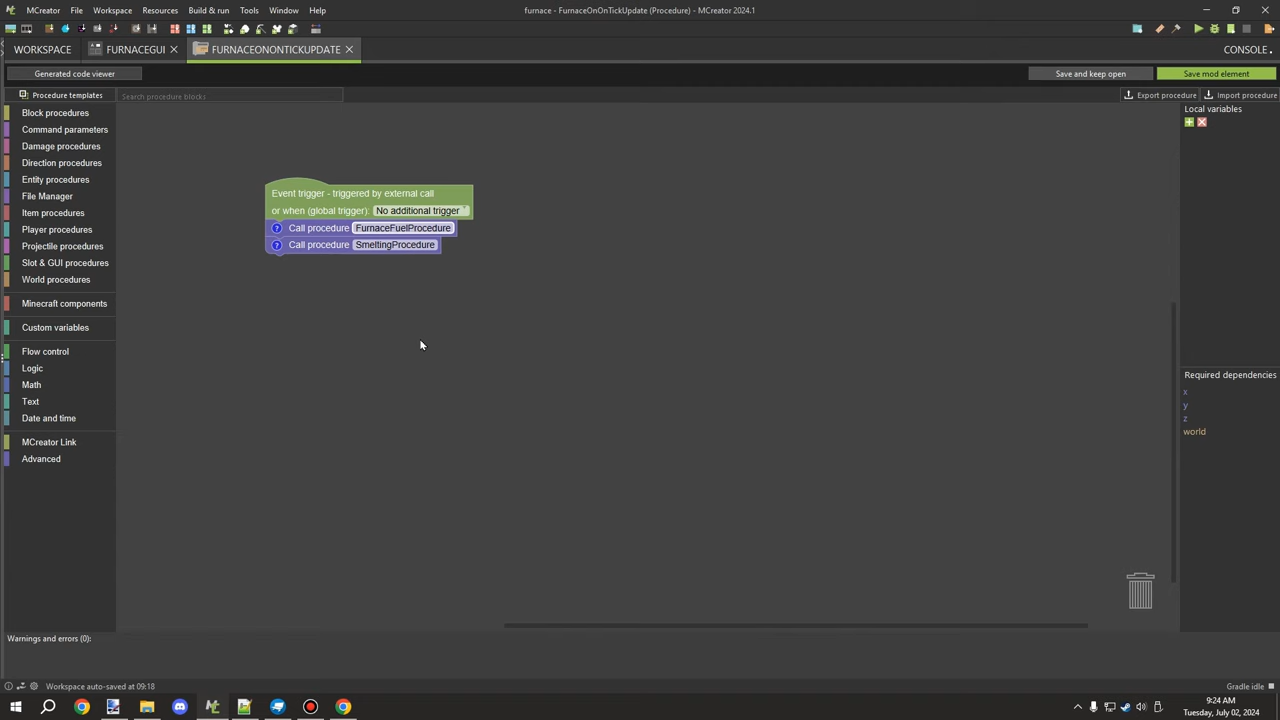 MCreator File Workspace Resources Build & run Tools Window Help furnace - FurnaceOnOnTickUpdate (Procedure) - MCreator 2024.1
WORKSPACE FURNACEGUI FURNACEONONTICKUPDATE CONSOLE
Generated code viewer Save and keep open Save mod element
Procedure templates Search procedure blocks Export procedure Import procedure
Block procedures
Command parameters
Damage procedures
Direction procedures
Entity procedures
File Manager
Item procedures
Player procedures
Projectile procedures
Slot & GUI procedures
World procedures
Minecraft components
Custom variables
Flow control
Logic
Math
Text
Date and time
MCreator Link
Advanced
Event trigger - triggered by external call
or when (global trigger): No additional trigger
? Call procedure FurnaceFuelProcedure
? Call procedure SmeltingProcedure
Local variables
Required dependencies
x
y
z
world
Warnings and errors (0):
Workspace auto-saved at 09:18 Gradle idle
9:24 AM
Tuesday, July 02, 2024